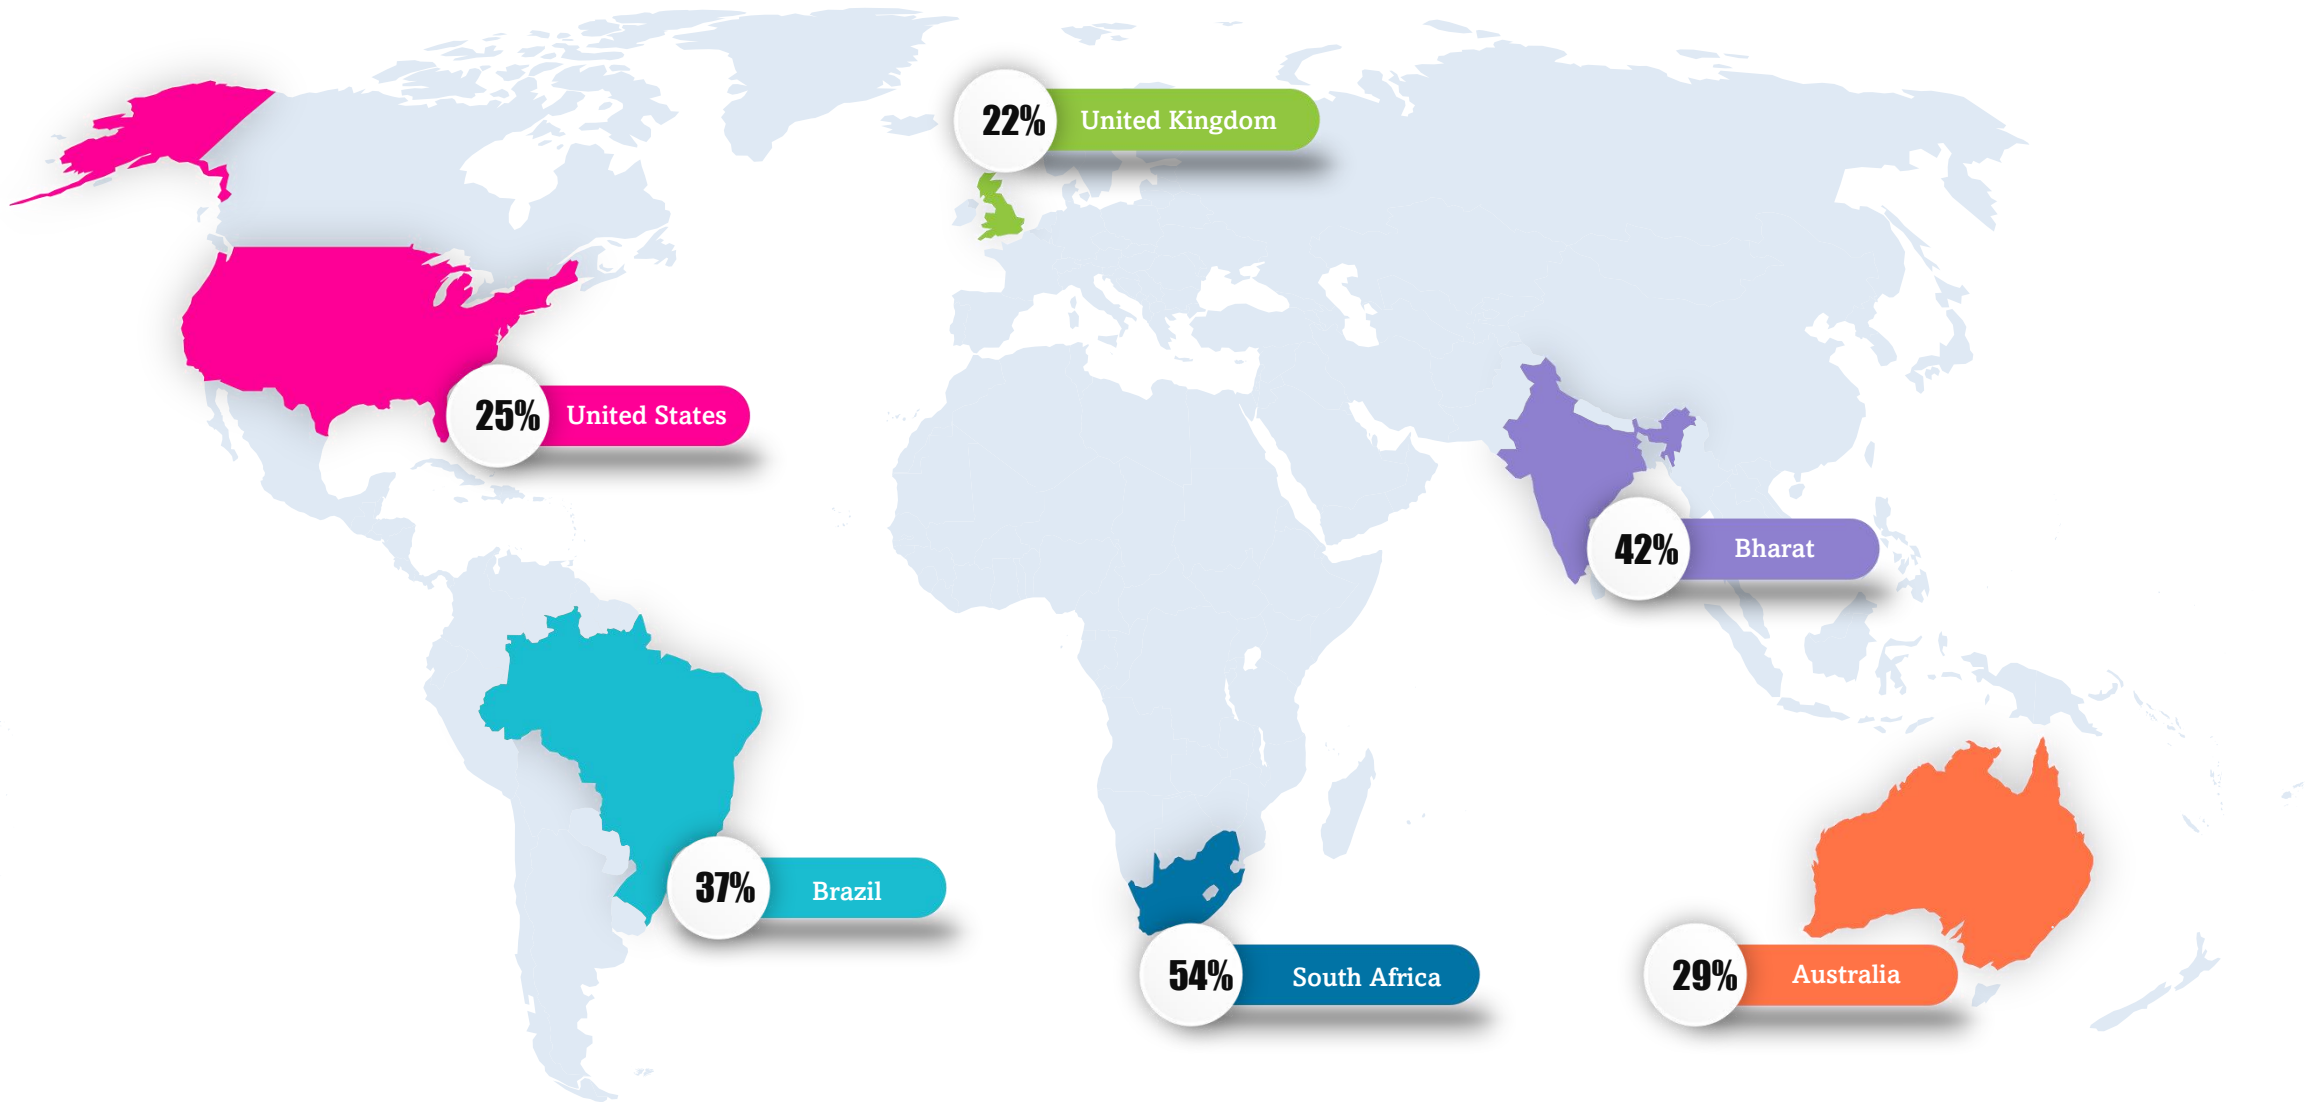 22% United Kingdom
25% United States
42% Bharat
37% Brazil
54% South Africa
29% Australia